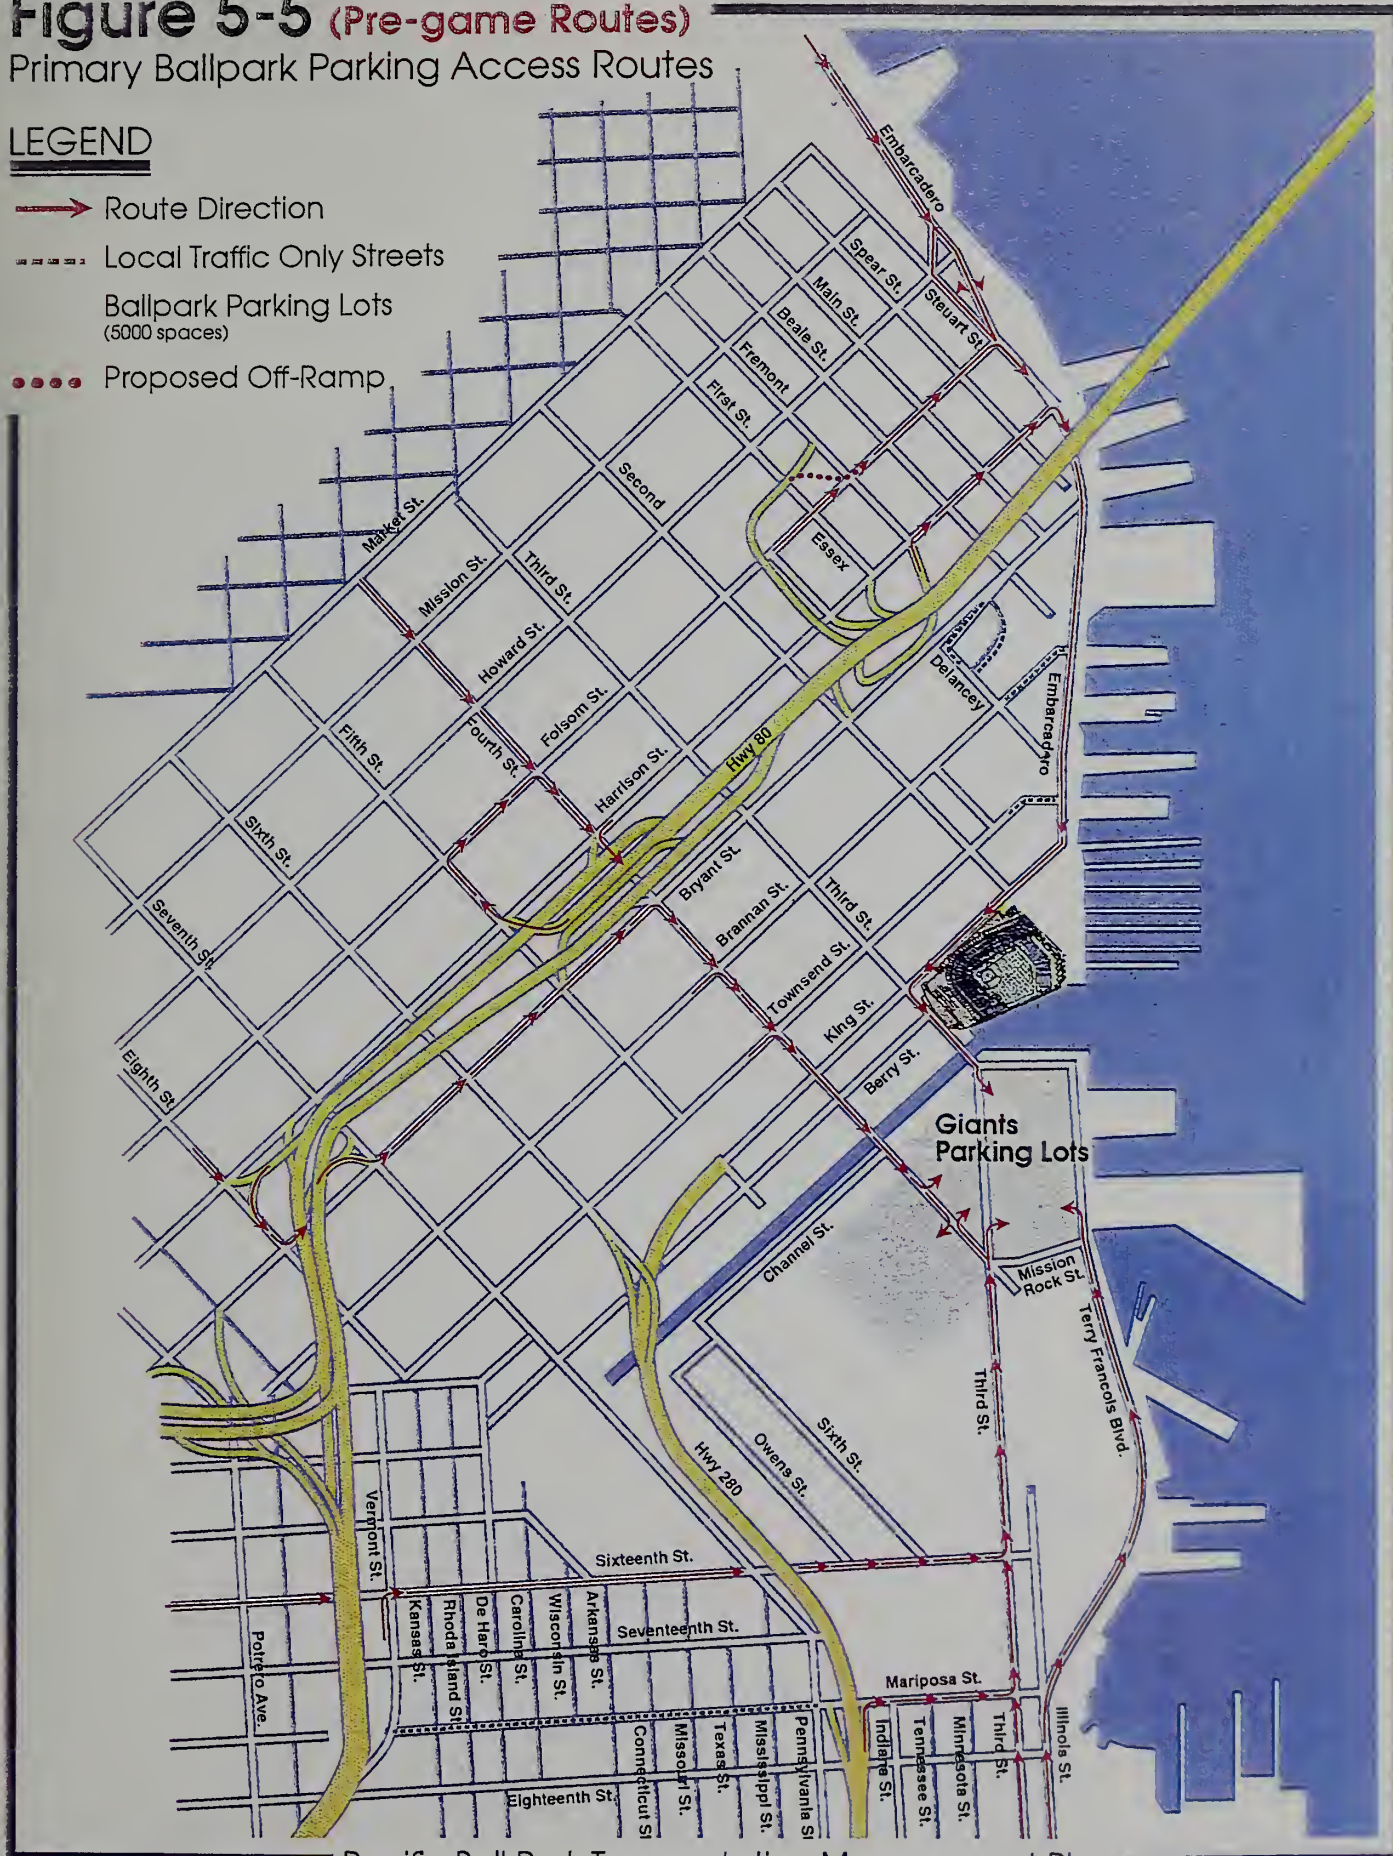 Figure 5-5 (Pre-game Routes)
Primary Ballpark Parking Access Routes
LEGEND
Route Direction
Local Traffic Only Streets
Ballpark Parking Lots
(5000 spaces)
Proposed Off-Ramp
Embarcadero
Spear St.
Steuart St
Main St.
Beale St.
Fremont
First St.
Second
Essex
Market St.
Mission St.
Third St.
Howard St.
Delancey
Embarcadero
Folsom St.
Fourth St.
Fifth St.
Hwy 80
Harrison St.
Sixth St.
Bryant St.
Brannan St.
Third St.
Seventh St.
Townsend St.
King St.
Berry St.
Eighth St.
Giants
Parking Lots
Channel St.
Mission
Rock St.
Terry Francois Blvd.
Third St.
Sixth St.
Owens St.
Hwy 280
Vermont St.
Sixteenth St.
Kansas St.
Rhoda Island St.
De Haro St.
Carolina St.
Wisconsin St.
Arkansas St.
Seventeenth St.
Potrero Ave.
Mariposa St.
Connecticut St
Missouri St.
Texas St.
Mississippi St.
Pennsylvania St
Indiana St.
Tennessee St.
Minnesota St.
Third St.
Illinois St.
Eighteenth St.